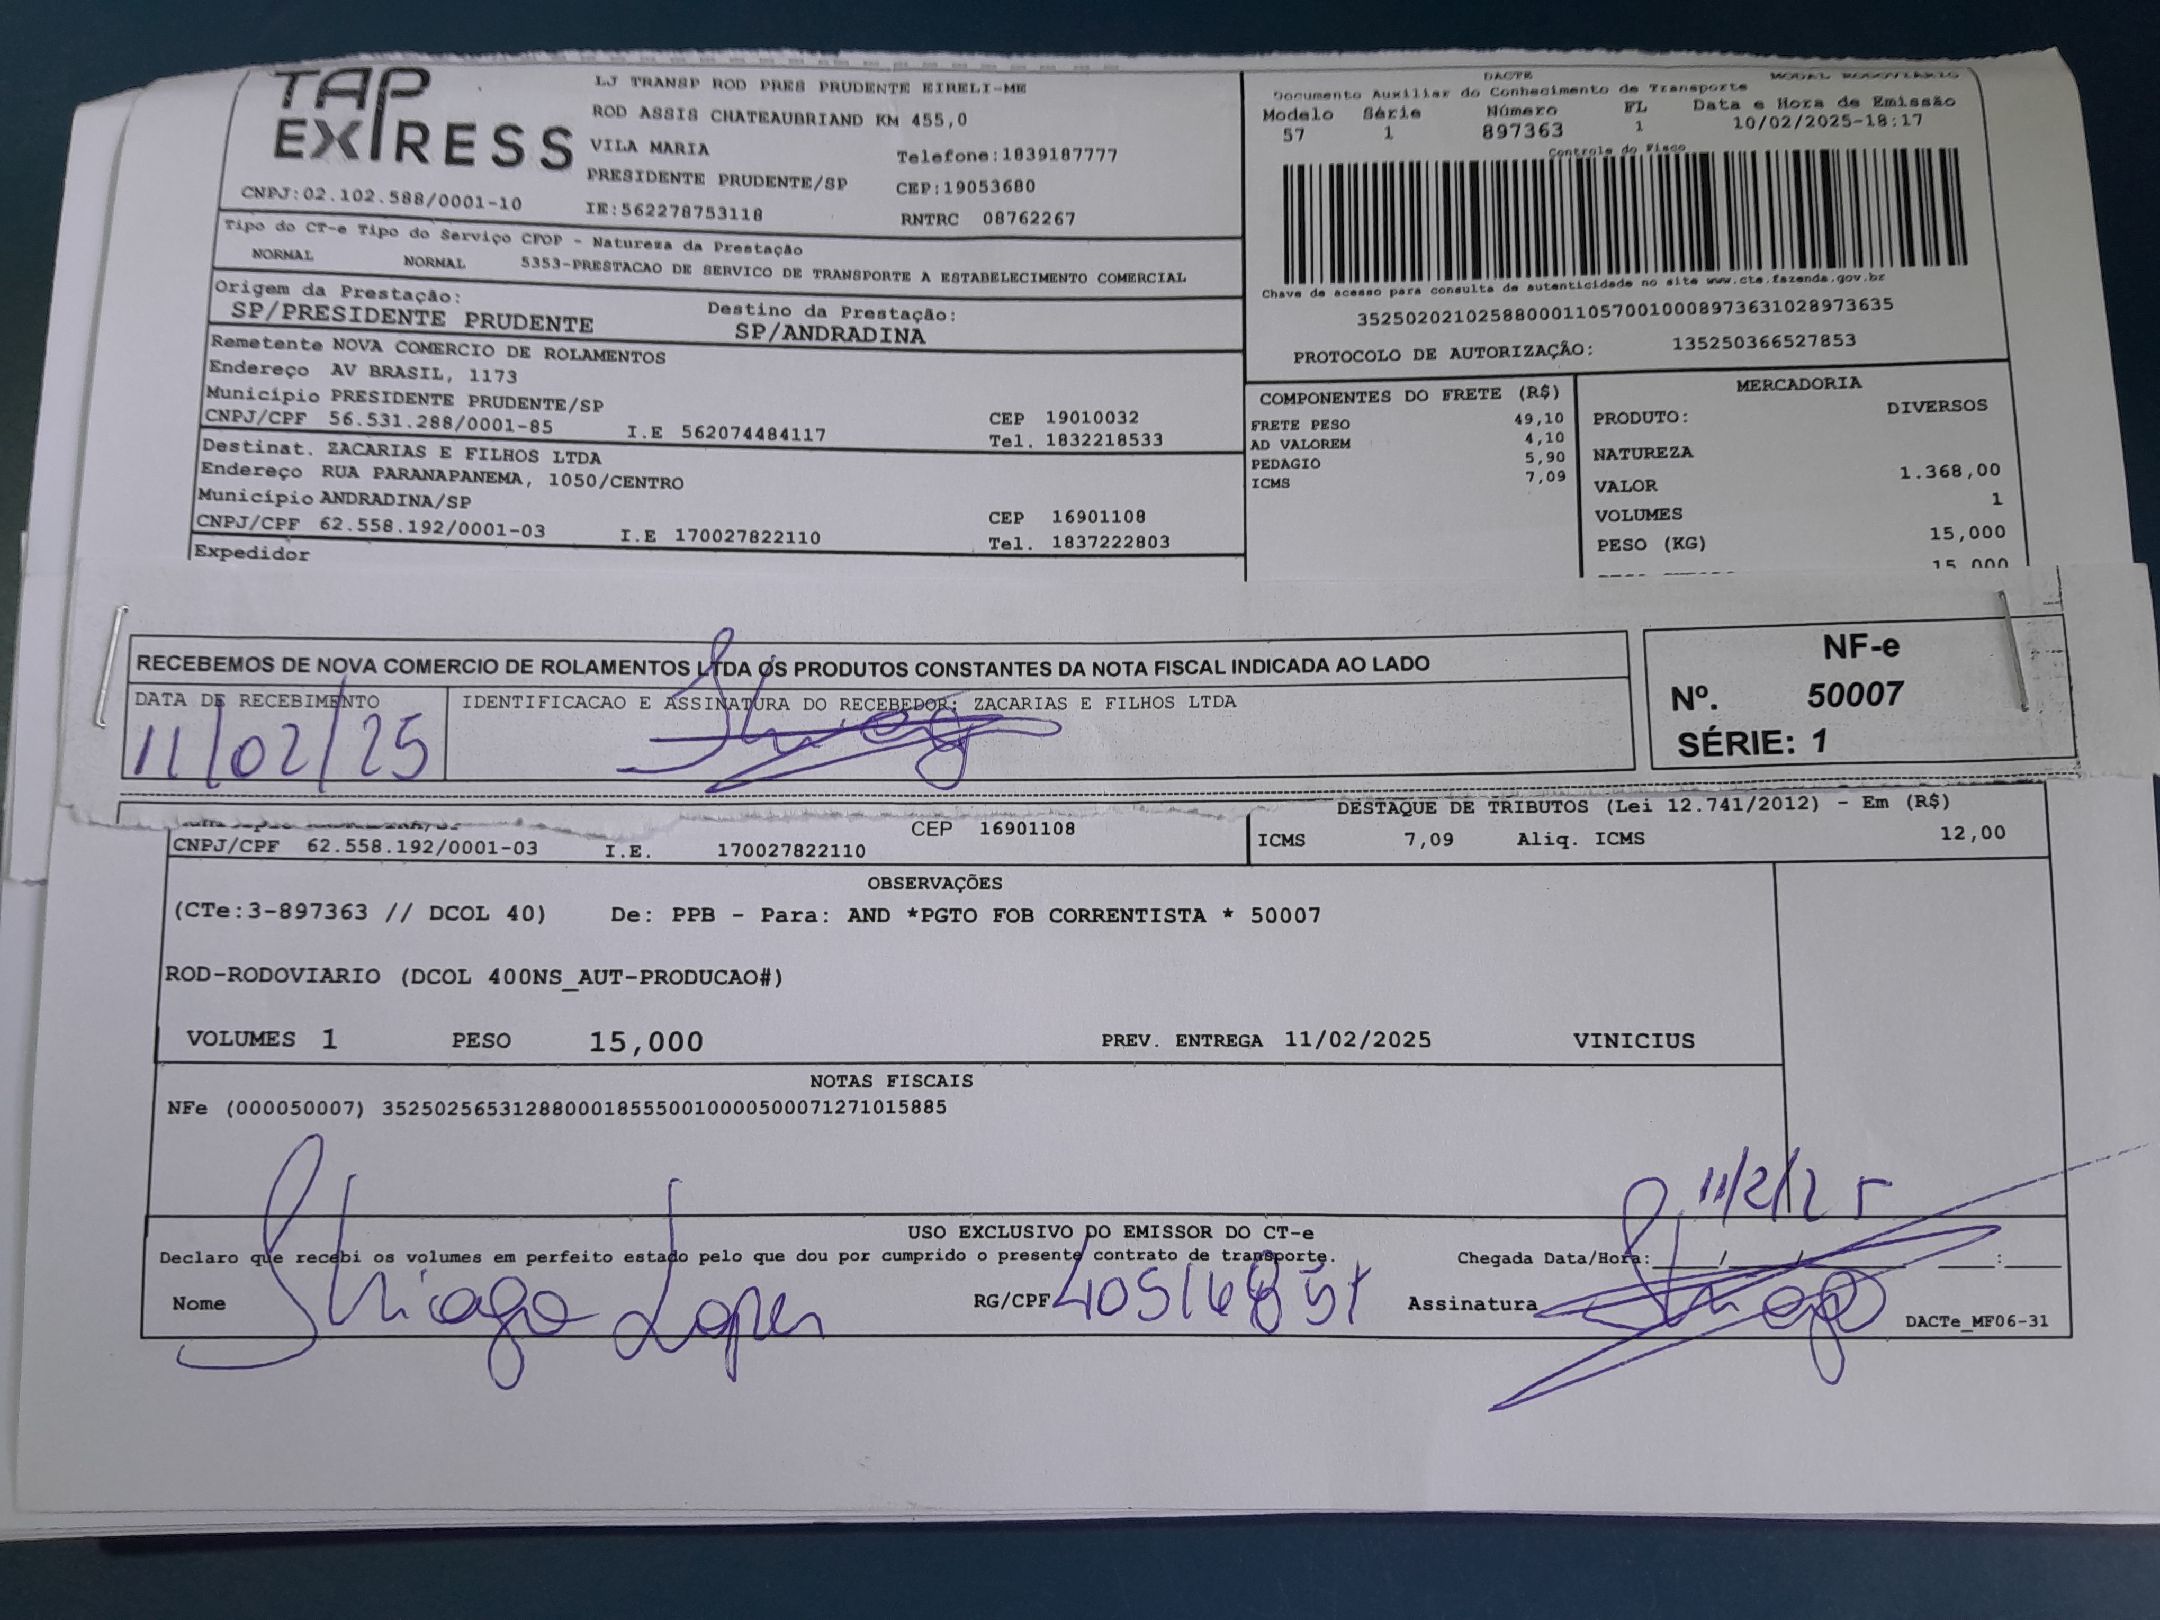 TAP EXPRESS
LJ TRANSP ROD PRES PRUDENTE EIRELI-ME
ROD ASSIS CHATEAUBRIAND KM 455,0
VILA MARIA Telefone:1839187777
PRESIDENTE PRUDENTE/SP CEP:19053680
CNPJ:02.102.588/0001-10 IE:562278753118 RNTRC 08762267
DACTE MODAL RODOVIÁRIO
Documento Auxiliar do Conhecimento de Transporte
Modelo Série Número FL Data e Hora de Emissão
57 1 897363 1 10/02/2025-18:17
Controle do Fisco
Chave de acesso para consulta de autenticidade no site www.cte.fazenda.gov.br
35250202102588000110570010008973631028973635
PROTOCOLO DE AUTORIZAÇÃO: 135250366527853
Tipo do CT-e Tipo do Serviço CFOP - Natureza da Prestação
NORMAL NORMAL 5353-PRESTACAO DE SERVICO DE TRANSPORTE A ESTABELECIMENTO COMERCIAL
Origem da Prestação: Destino da Prestação:
SP/PRESIDENTE PRUDENTE SP/ANDRADINA
Remetente NOVA COMERCIO DE ROLAMENTOS
Endereço AV BRASIL, 1173
Município PRESIDENTE PRUDENTE/SP CEP 19010032
CNPJ/CPF 56.531.288/0001-85 I.E 562074484117 Tel. 1832218533
Destinat. ZACARIAS E FILHOS LTDA
Endereço RUA PARANAPANEMA, 1050/CENTRO
Município ANDRADINA/SP CEP 16901108
CNPJ/CPF 62.558.192/0001-03 I.E 170027822110 Tel. 1837222803
Expedidor
COMPONENTES DO FRETE (R$)
FRETE PESO 49,10
AD VALOREM 4,10
PEDAGIO 5,90
ICMS 7,09
MERCADORIA
PRODUTO: DIVERSOS
NATUREZA
VALOR 1.368,00
VOLUMES 1
PESO (KG) 15,000
15,000
RECEBEMOS DE NOVA COMERCIO DE ROLAMENTOS LTDA OS PRODUTOS CONSTANTES DA NOTA FISCAL INDICADA AO LADO
DATA DE RECEBIMENTO IDENTIFICACAO E ASSINATURA DO RECEBEDOR: ZACARIAS E FILHOS LTDA
11/02/25
NF-e
Nº. 50007
SÉRIE: 1
CEP 16901108
CNPJ/CPF 62.558.192/0001-03 I.E. 170027822110
DESTAQUE DE TRIBUTOS (Lei 12.741/2012) - Em (R$)
ICMS 7,09 Aliq. ICMS 12,00
OBSERVAÇÕES
(CTe:3-897363 // DCOL 40) De: PPB - Para: AND *PGTO FOB CORRENTISTA * 50007
ROD-RODOVIARIO (DCOL 400NS_AUT-PRODUCAO#)
VOLUMES 1 PESO 15,000 PREV. ENTREGA 11/02/2025 VINICIUS
NOTAS FISCAIS
NFe (000050007) 35250256531288000185550010000500071271015885
11/2/25
USO EXCLUSIVO DO EMISSOR DO CT-e
Declaro que recebi os volumes em perfeito estado pelo que dou por cumprido o presente contrato de transporte. Chegada Data/Hora:____/____/____ ____:____
Nome Thiago Lopes RG/CPF Assinatura Thiago
DACTe_MF06-31